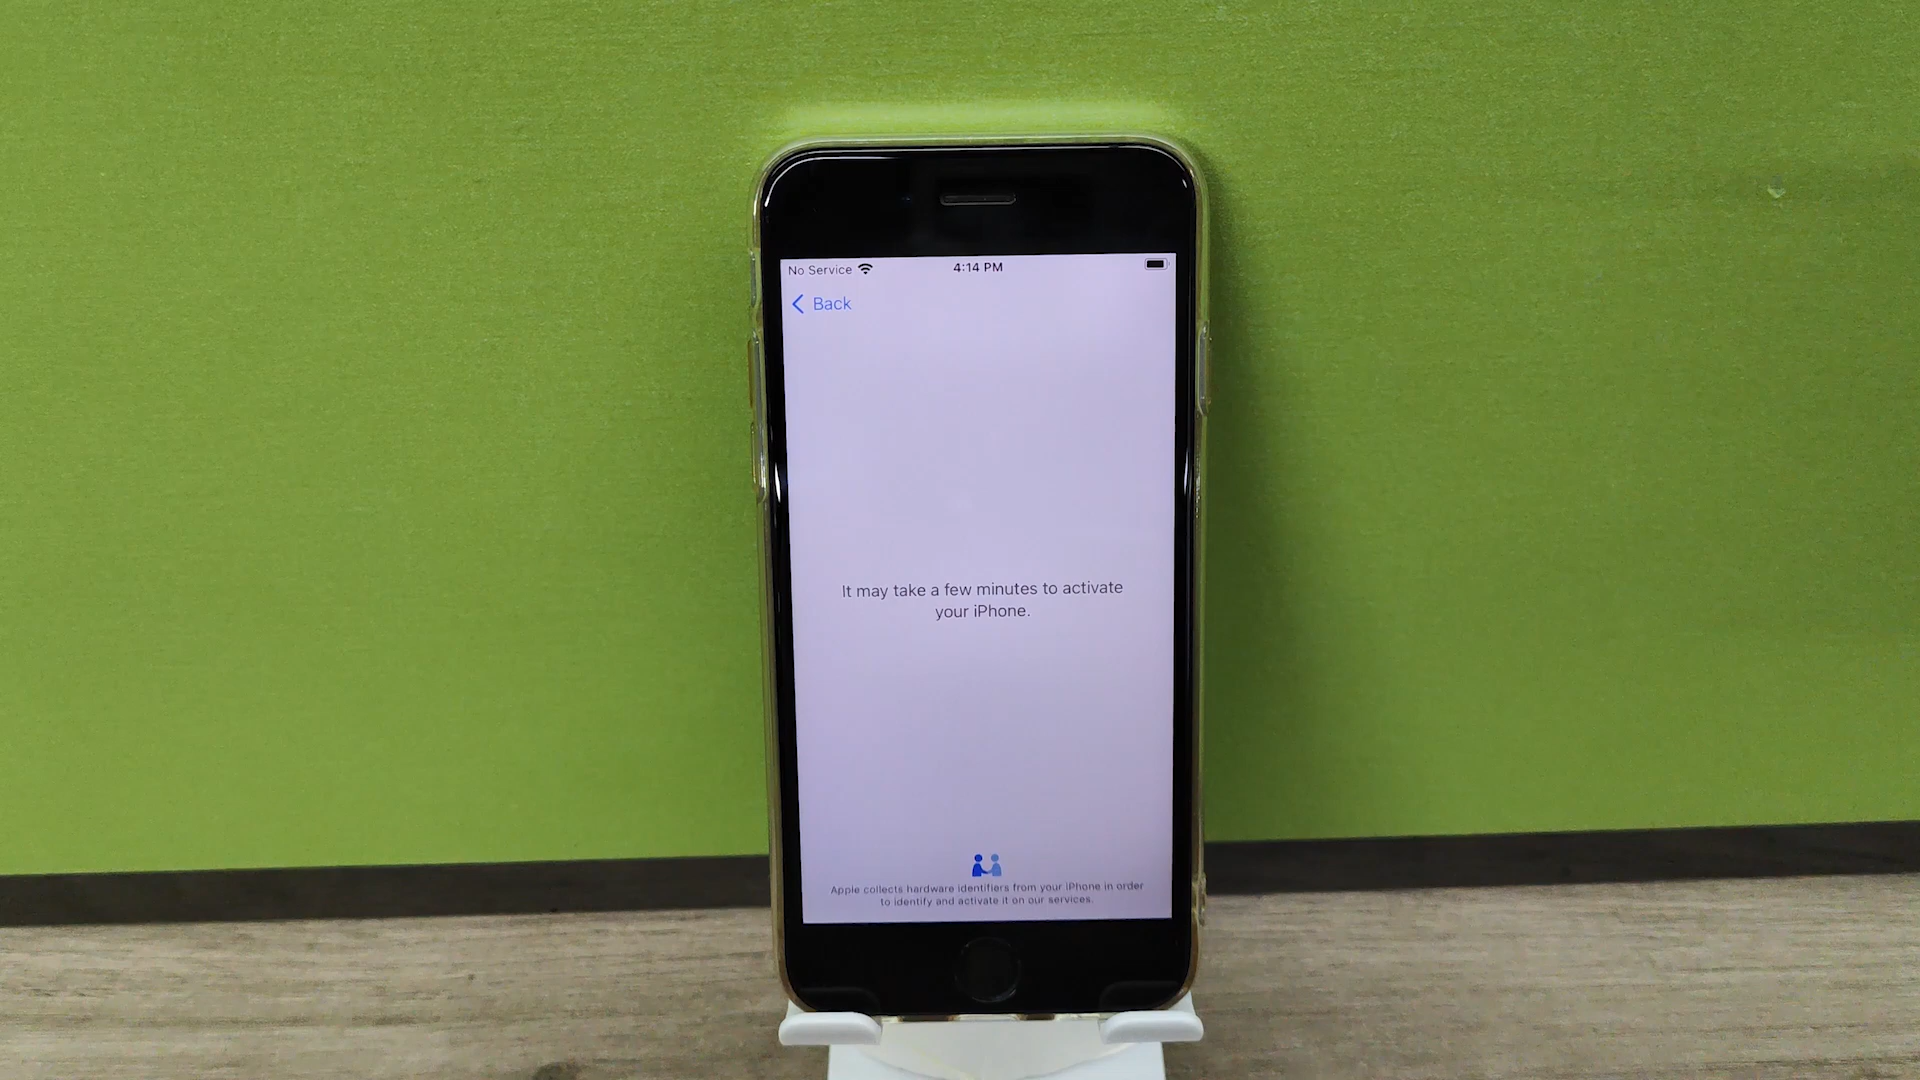 No Service
4:14 PM
Back
It may take a few minutes to activate
your iPhone.
Apple collects hardware identifiers from your iPhone in order
to identify and activate it on our services.